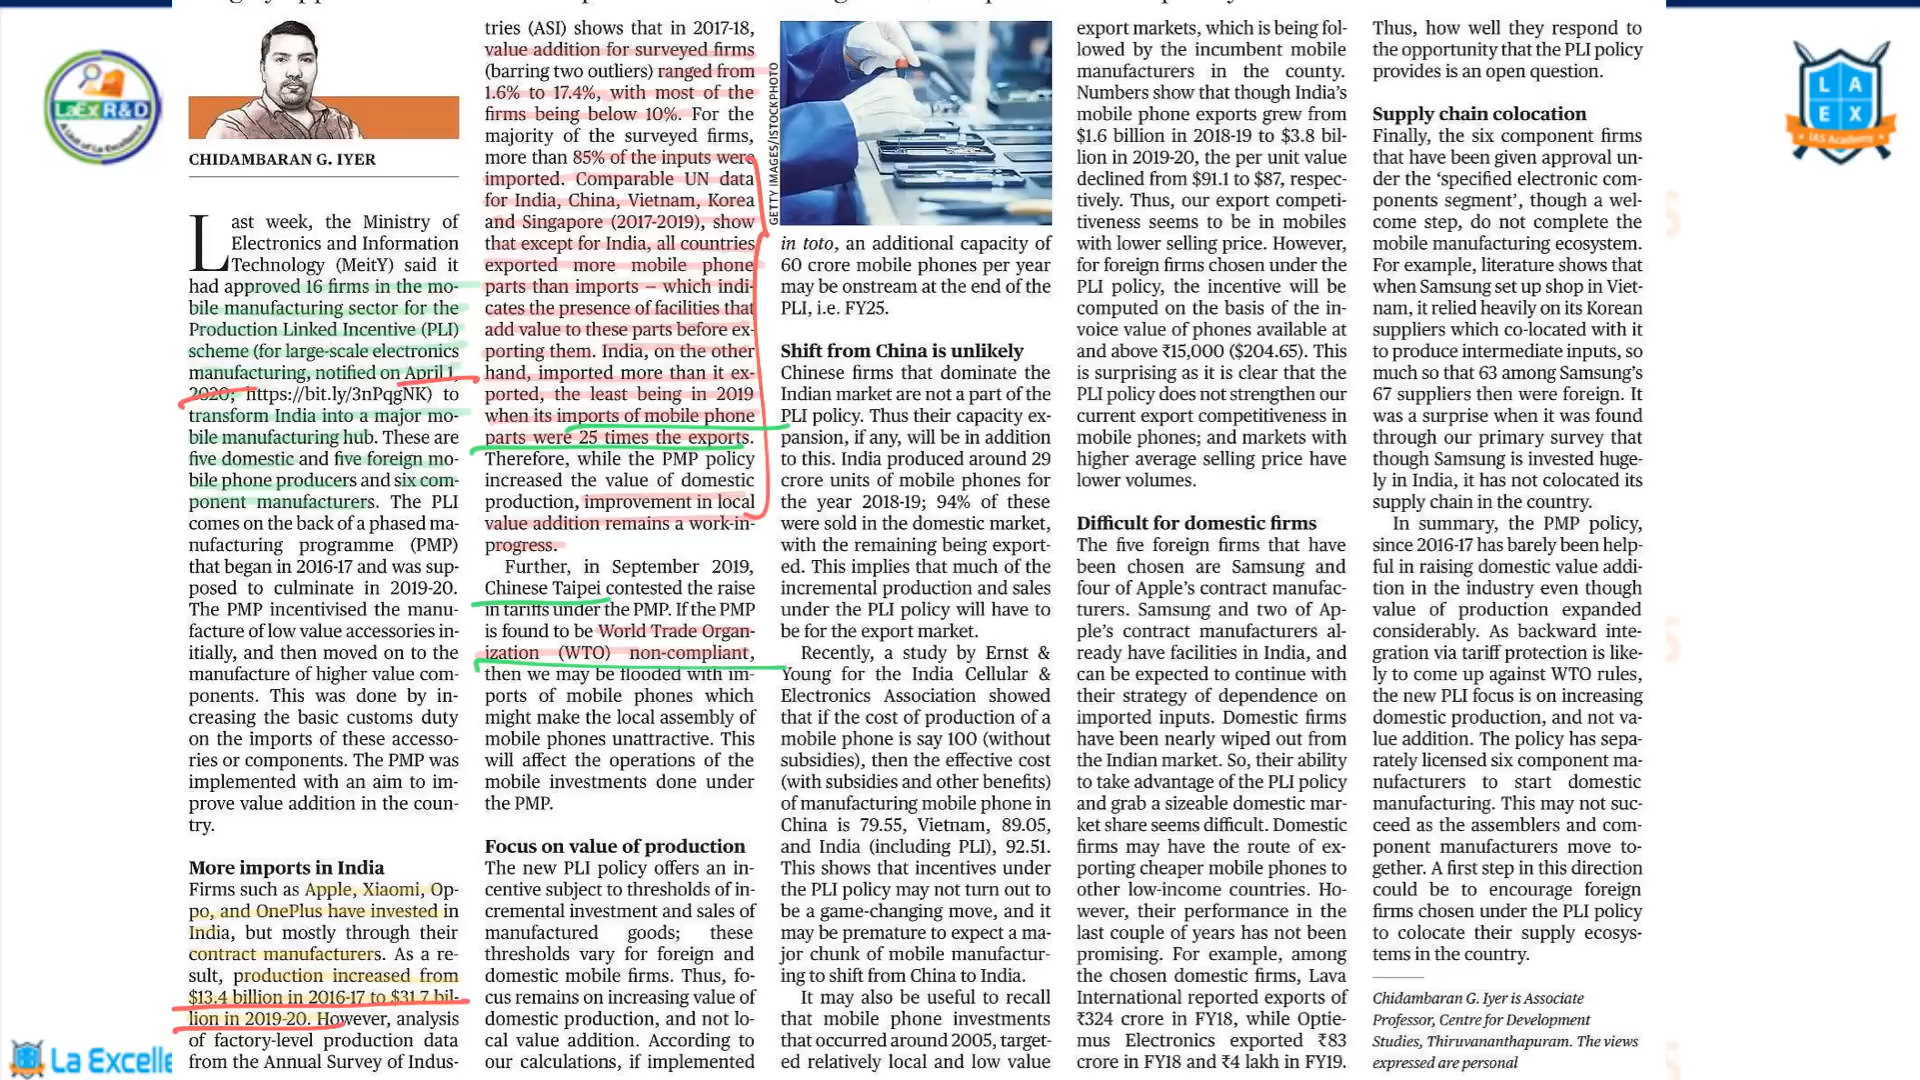 LaEx R&D
LA
EX
IAS Academy
La Excelle
CHIDAMBARAN G. IYER
Last week, the Ministry of
Electronics and Information
Technology (MeitY) said it
had approved 16 firms in the mo-
bile manufacturing sector for the
Production Linked Incentive (PLI)
scheme (for large-scale electronics
manufacturing, notified on April 1,
2020; https://bit.ly/3nPqgNK) to
transform India into a major mo-
bile manufacturing hub. These are
five domestic and five foreign mo-
bile phone producers and six com-
ponent manufacturers. The PLI
comes on the back of a phased ma-
nufacturing programme (PMP)
that began in 2016-17 and was sup-
posed to culminate in 2019-20.
The PMP incentivised the manu-
facture of low value accessories in-
itially, and then moved on to the
manufacture of higher value com-
ponents. This was done by in-
creasing the basic customs duty
on the imports of these accesso-
ries or components. The PMP was
implemented with an aim to im-
prove value addition in the coun-
try.
More imports in India
Firms such as Apple, Xiaomi, Op-
po, and OnePlus have invested in
India, but mostly through their
contract manufacturers. As a re-
sult, production increased from
$13.4 billion in 2016-17 to $31.7 bil-
lion in 2019-20. However, analysis
of factory-level production data
from the Annual Survey of Indus-
tries (ASI) shows that in 2017-18,
value addition for surveyed firms
(barring two outliers) ranged from
1.6% to 17.4%, with most of the
firms being below 10%. For the
majority of the surveyed firms,
more than 85% of the inputs were
imported. Comparable UN data
for India, China, Vietnam, Korea
and Singapore (2017-2019), show
that except for India, all countries
exported more mobile phone
parts than imports – which indi-
cates the presence of facilities that
add value to these parts before ex-
porting them. India, on the other
hand, imported more than it ex-
ported, the least being in 2019
when its imports of mobile phone
parts were 25 times the exports.
Therefore, while the PMP policy
increased the value of domestic
production, improvement in local
value addition remains a work-in-
progress.
Further, in September 2019,
Chinese Taipei contested the raise
in tariffs under the PMP. If the PMP
is found to be World Trade Organ-
ization (WTO) non-compliant,
then we may be flooded with im-
ports of mobile phones which
might make the local assembly of
mobile phones unattractive. This
will affect the operations of the
mobile investments done under
the PMP.
Focus on value of production
The new PLI policy offers an in-
centive subject to thresholds of in-
cremental investment and sales of
manufactured goods; these
thresholds vary for foreign and
domestic mobile firms. Thus, fo-
cus remains on increasing value of
domestic production, and not lo-
cal value addition. According to
our calculations, if implemented
GETTY IMAGES/ISTOCKPHOTO
in toto, an additional capacity of
60 crore mobile phones per year
may be onstream at the end of the
PLI, i.e. FY25.
Shift from China is unlikely
Chinese firms that dominate the
Indian market are not a part of the
PLI policy. Thus their capacity ex-
pansion, if any, will be in addition
to this. India produced around 29
crore units of mobile phones for
the year 2018-19; 94% of these
were sold in the domestic market,
with the remaining being export-
ed. This implies that much of the
incremental production and sales
under the PLI policy will have to
be for the export market.
Recently, a study by Ernst &
Young for the India Cellular &
Electronics Association showed
that if the cost of production of a
mobile phone is say 100 (without
subsidies), then the effective cost
(with subsidies and other benefits)
of manufacturing mobile phone in
China is 79.55, Vietnam, 89.05,
and India (including PLI), 92.51.
This shows that incentives under
the PLI policy may not turn out to
be a game-changing move, and it
may be premature to expect a ma-
jor chunk of mobile manufactur-
ing to shift from China to India.
It may also be useful to recall
that mobile phone investments
that occurred around 2005, target-
ed relatively local and low value
export markets, which is being fol-
lowed by the incumbent mobile
manufacturers in the county.
Numbers show that though India's
mobile phone exports grew from
$1.6 billion in 2018-19 to $3.8 bil-
lion in 2019-20, the per unit value
declined from $91.1 to $87, respec-
tively. Thus, our export competi-
tiveness seems to be in mobiles
with lower selling price. However,
for foreign firms chosen under the
PLI policy, the incentive will be
computed on the basis of the in-
voice value of phones available at
and above ₹15,000 ($204.65). This
is surprising as it is clear that the
PLI policy does not strengthen our
current export competitiveness in
mobile phones; and markets with
higher average selling price have
lower volumes.
Difficult for domestic firms
The five foreign firms that have
been chosen are Samsung and
four of Apple's contract manufac-
turers. Samsung and two of Ap-
ple's contract manufacturers al-
ready have facilities in India, and
can be expected to continue with
their strategy of dependence on
imported inputs. Domestic firms
have been nearly wiped out from
the Indian market. So, their ability
to take advantage of the PLI policy
and grab a sizeable domestic mar-
ket share seems difficult. Domestic
firms may have the route of ex-
porting cheaper mobile phones to
other low-income countries. Ho-
wever, their performance in the
last couple of years has not been
promising. For example, among
the chosen domestic firms, Lava
International reported exports of
₹324 crore in FY18, while Optie-
mus Electronics exported ₹83
crore in FY18 and ₹4 lakh in FY19.
Thus, how well they respond to
the opportunity that the PLI policy
provides is an open question.
Supply chain colocation
Finally, the six component firms
that have been given approval un-
der the 'specified electronic com-
ponents segment', though a wel-
come step, do not complete the
mobile manufacturing ecosystem.
For example, literature shows that
when Samsung set up shop in Viet-
nam, it relied heavily on its Korean
suppliers which co-located with it
to produce intermediate inputs, so
much so that 63 among Samsung's
67 suppliers then were foreign. It
was a surprise when it was found
through our primary survey that
though Samsung is invested huge-
ly in India, it has not colocated its
supply chain in the country.
In summary, the PMP policy,
since 2016-17 has barely been help-
ful in raising domestic value addi-
tion in the industry even though
value of production expanded
considerably. As backward inte-
gration via tariff protection is like-
ly to come up against WTO rules,
the new PLI focus is on increasing
domestic production, and not va-
lue addition. The policy has sepa-
rately licensed six component ma-
nufacturers to start domestic
manufacturing. This may not suc-
ceed as the assemblers and com-
ponent manufacturers move to-
gether. A first step in this direction
could be to encourage foreign
firms chosen under the PLI policy
to colocate their supply ecosys-
tems in the country.
Chidambaran G. Iyer is Associate
Professor, Centre for Development
Studies, Thiruvananthapuram. The views
expressed are personal